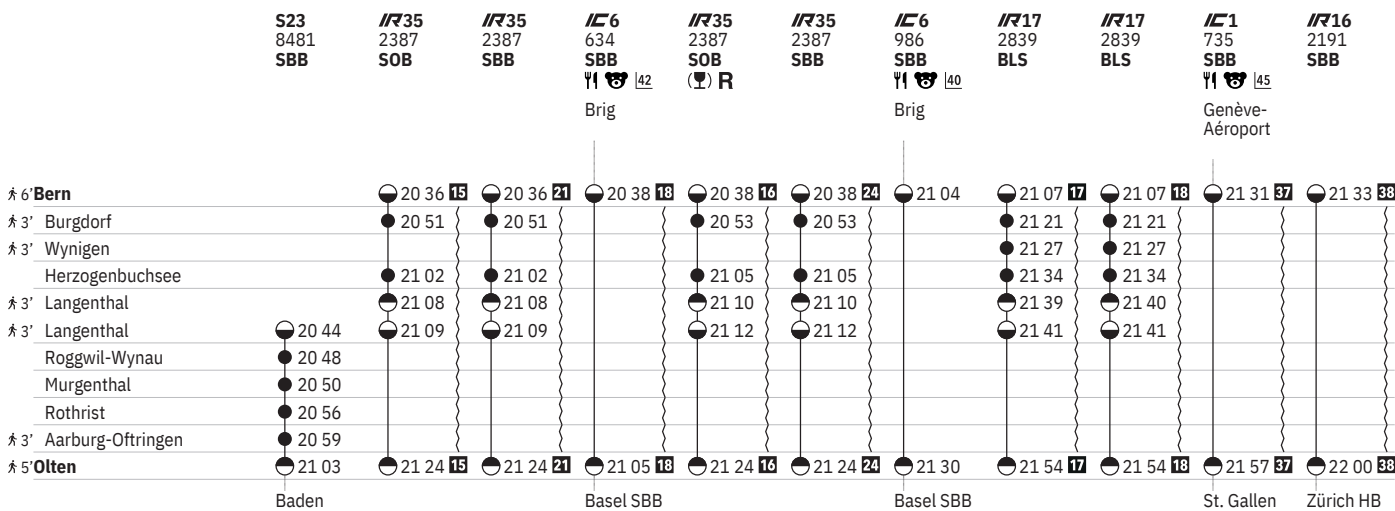 S23 IR35 IR35 IC6 IR35 IR35 IC6 IR17 IR17 IC1 IR16
8481 2387 2387 634 2387 2387 986 2839 2839 735 2191
SBB SOB SBB SBB SOB SBB SBB BLS BLS SBB SBB
42 R 40 45
Brig Brig Genève-
Aéroport
6' Bern 20 36 15 20 36 21 20 38 18 20 38 16 20 38 24 21 04 21 07 17 21 07 18 21 31 37 21 33 38
3' Burgdorf 20 51 20 51 20 53 20 53 21 21 21 21
3' Wynigen 21 27 21 27
Herzogenbuchsee 21 02 21 02 21 05 21 05 21 34 21 34
3' Langenthal 21 08 21 08 21 10 21 10 21 39 21 40
3' Langenthal 20 44 21 09 21 09 21 12 21 12 21 41 21 41
Roggwil-Wynau 20 48
Murgenthal 20 50
Rothrist 20 56
3' Aarburg-Oftringen 20 59
5' Olten 21 03 21 24 15 21 24 21 21 05 18 21 24 16 21 24 24 21 30 21 54 17 21 54 18 21 57 37 22 00 38
Baden Basel SBB Basel SBB St. Gallen Zürich HB